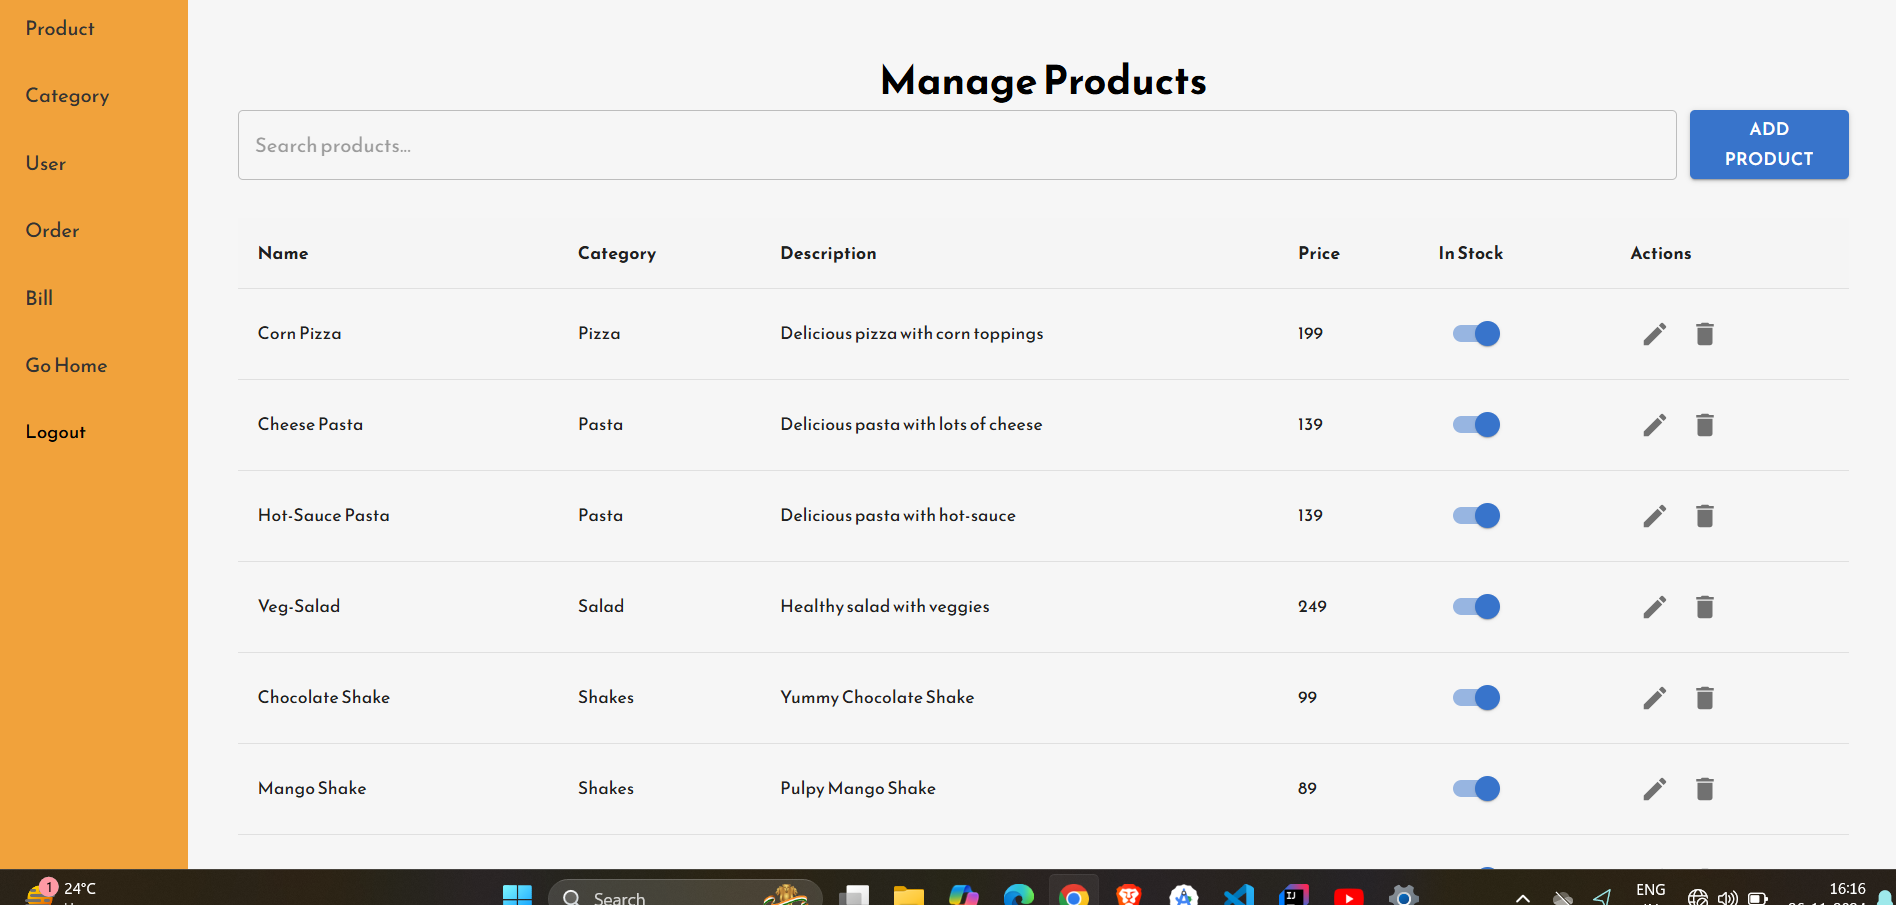 Product
Category
User
Order
Bill
Go Home
Logout
Manage Products
Search products...
ADD
PRODUCT
Name Category Description Price In Stock Actions
Corn Pizza Pizza Delicious pizza with corn toppings 199
Cheese Pasta Pasta Delicious pasta with lots of cheese 139
Hot-Sauce Pasta Pasta Delicious pasta with hot-sauce 139
Veg-Salad Salad Healthy salad with veggies 249
Chocolate Shake Shakes Yummy Chocolate Shake 99
Mango Shake Shakes Pulpy Mango Shake 89
1
24°C
Search
IJ
ENG
16:16